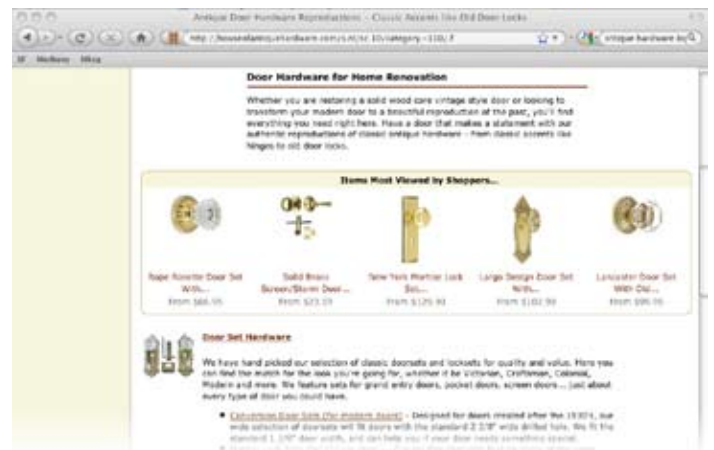 Antique Door Hardware Reproductions - Classic Accents like Old Door Locks
Door Hardware for Home Renovation
Whether you are restoring a solid wood core vintage
style door or looking to
transform your modern door to a beautiful reproduction
of the past, you'll find
everything you need right here. Have a door that makes
a statement with our
authentic reproductions of classic antique hardware -
from classic accents like
hinges to old door locks.
Items Most Viewed by Shoppers...
Rope Rosette Door Set With...
Solid Brass Screen/Storm Door...
New York Mortise Lock Set...
Large Design Door Set With...
Lancaster Door Set With Old...
From
From
From
From
From
Door Set Hardware
We have hand picked our selection of classic doorsets and locksets for quality and value. Here you
can find the match for the look you're going for, whether it be Victorian, Craftsman, Colonial,
Modern and more. We feature sets for grand entry doors, pocket doors, screen doors... just about
every type of door you could have.
Conversion Door Sets (for modern doors) - Designed for doors created after the 1930's, our
wide selection of doorsets will fit doors with the standard 2 1/8" wide drilled hole. We fit the
standard 1 3/8" door width, and can help you if your door needs something special.